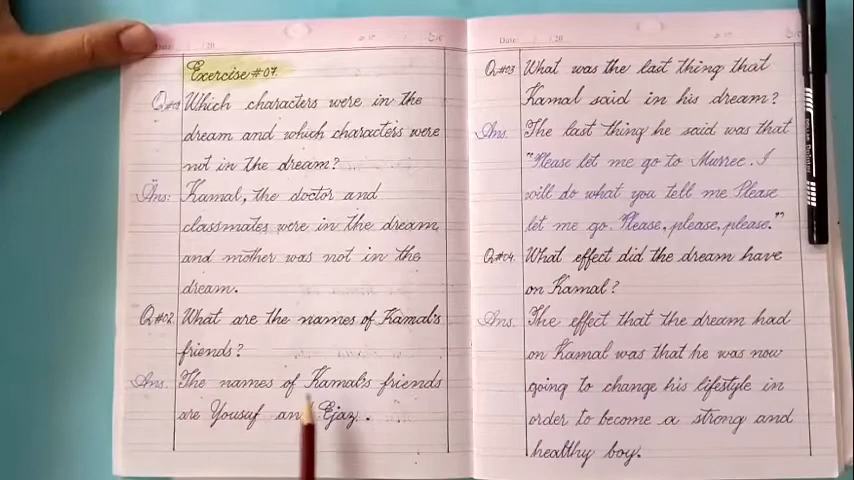 Exercise #07.
Q#01 Which characters were in the
dream and which characters were
not in the dream?
Ans: Kamal, the doctor and
classmates were in the dream
and mother was not in the
dream.
Q#02. What are the names of Kamal's
friends?
Ans. The names of Kamal's friends
are Yousuf and Ejaz.
Date: 20
Q#03 What was the last thing that
Kamal said in his dream?
Ans. The last thing he said was that
"Please let me go to Murree. I
will do what you tell me Please
let me go. Please, please, please."
Q#04. What effect did the dream have
on Kamal?
Ans. The effect that the dream had
on Kamal was that he was now
going to change his lifestyle in
order to become a strong and
healthy boy.